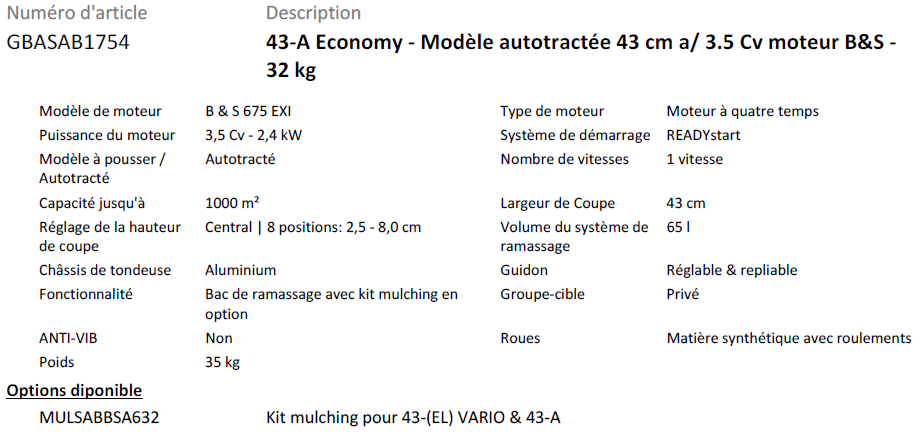 Numéro d'article Description
GBASAB1754 43-A Economy - Modèle autotractée 43 cm a/ 3.5 Cv moteur B&S -
32 kg
Modèle de moteur B & S 675 EXI Type de moteur Moteur à quatre temps
Puissance du moteur 3,5 Cv - 2,4 kW Système de démarrage READYstart
Modèle à pousser / Autotracté Nombre de vitesses 1 vitesse
Autotracté
Capacité jusqu'à 1000 m² Largeur de Coupe 43 cm
Réglage de la hauteur Central | 8 positions: 2,5 - 8,0 cm Volume du système de 65 l
de coupe ramassage
Châssis de tondeuse Aluminium Guidon Réglable & repliable
Fonctionnalité Bac de ramassage avec kit mulching en Groupe-cible Privé
option
ANTI-VIB Non Roues Matière synthétique avec roulements
Poids 35 kg
Options diponible
MULSABBSA632 Kit mulching pour 43-(EL) VARIO & 43-A